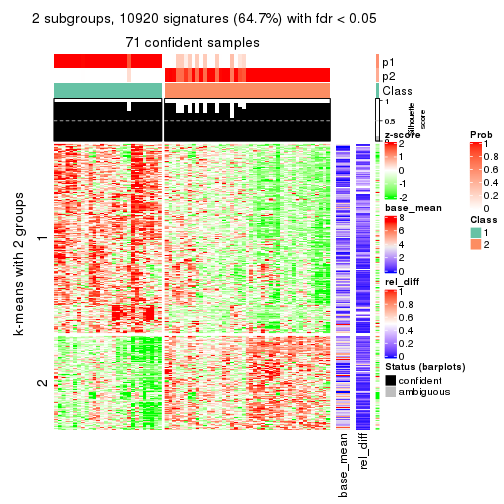 2 subgroups, 10920 signatures (64.7%) with fdr < 0.05
71 confident samples
p1
p2
Class
1
0.5
0
Silhouette
score
k-means with 2 groups
1
2
base_mean
rel_diff
z-score
2
1
0
-1
-2
base_mean
8
6
4
2
0
rel_diff
1
0.8
0.6
0.4
0.2
0
Status (barplots)
confident
ambiguous
Prob
1
0.8
0.6
0.4
0.2
0
Class
1
2